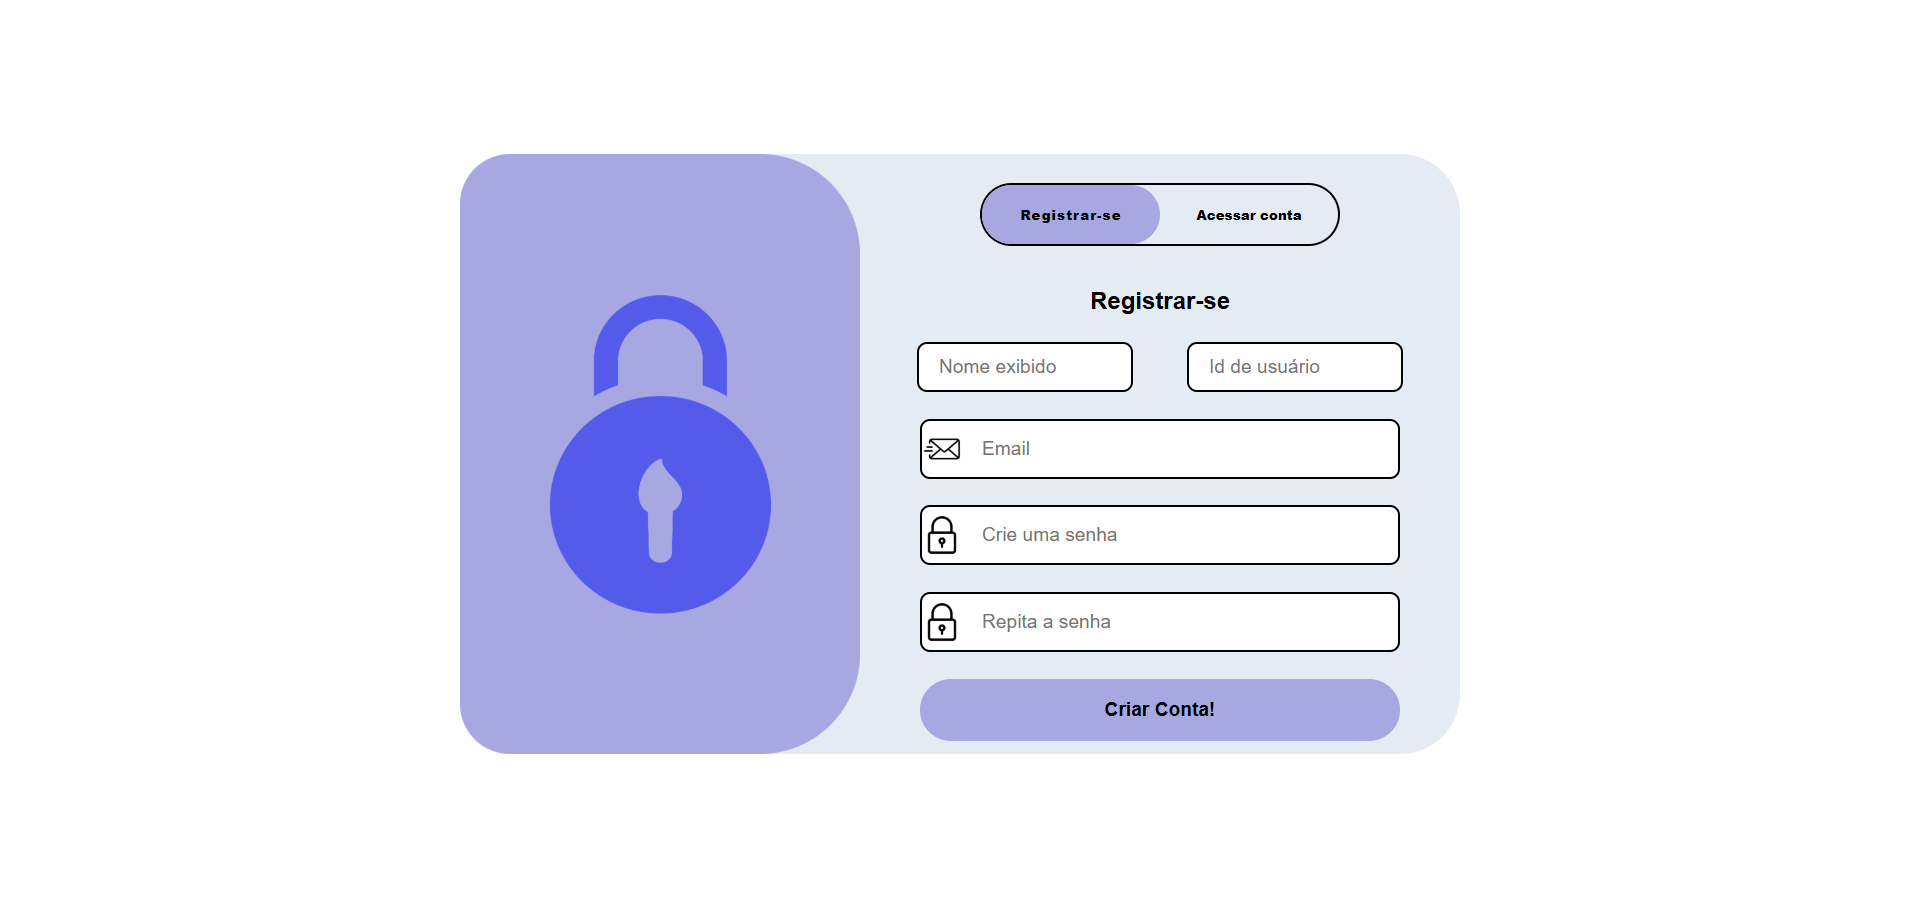 Registrar-se Acessar conta
Registrar-se
Nome exibido Id de usuário
Email
Crie uma senha
Repita a senha
Criar Conta!